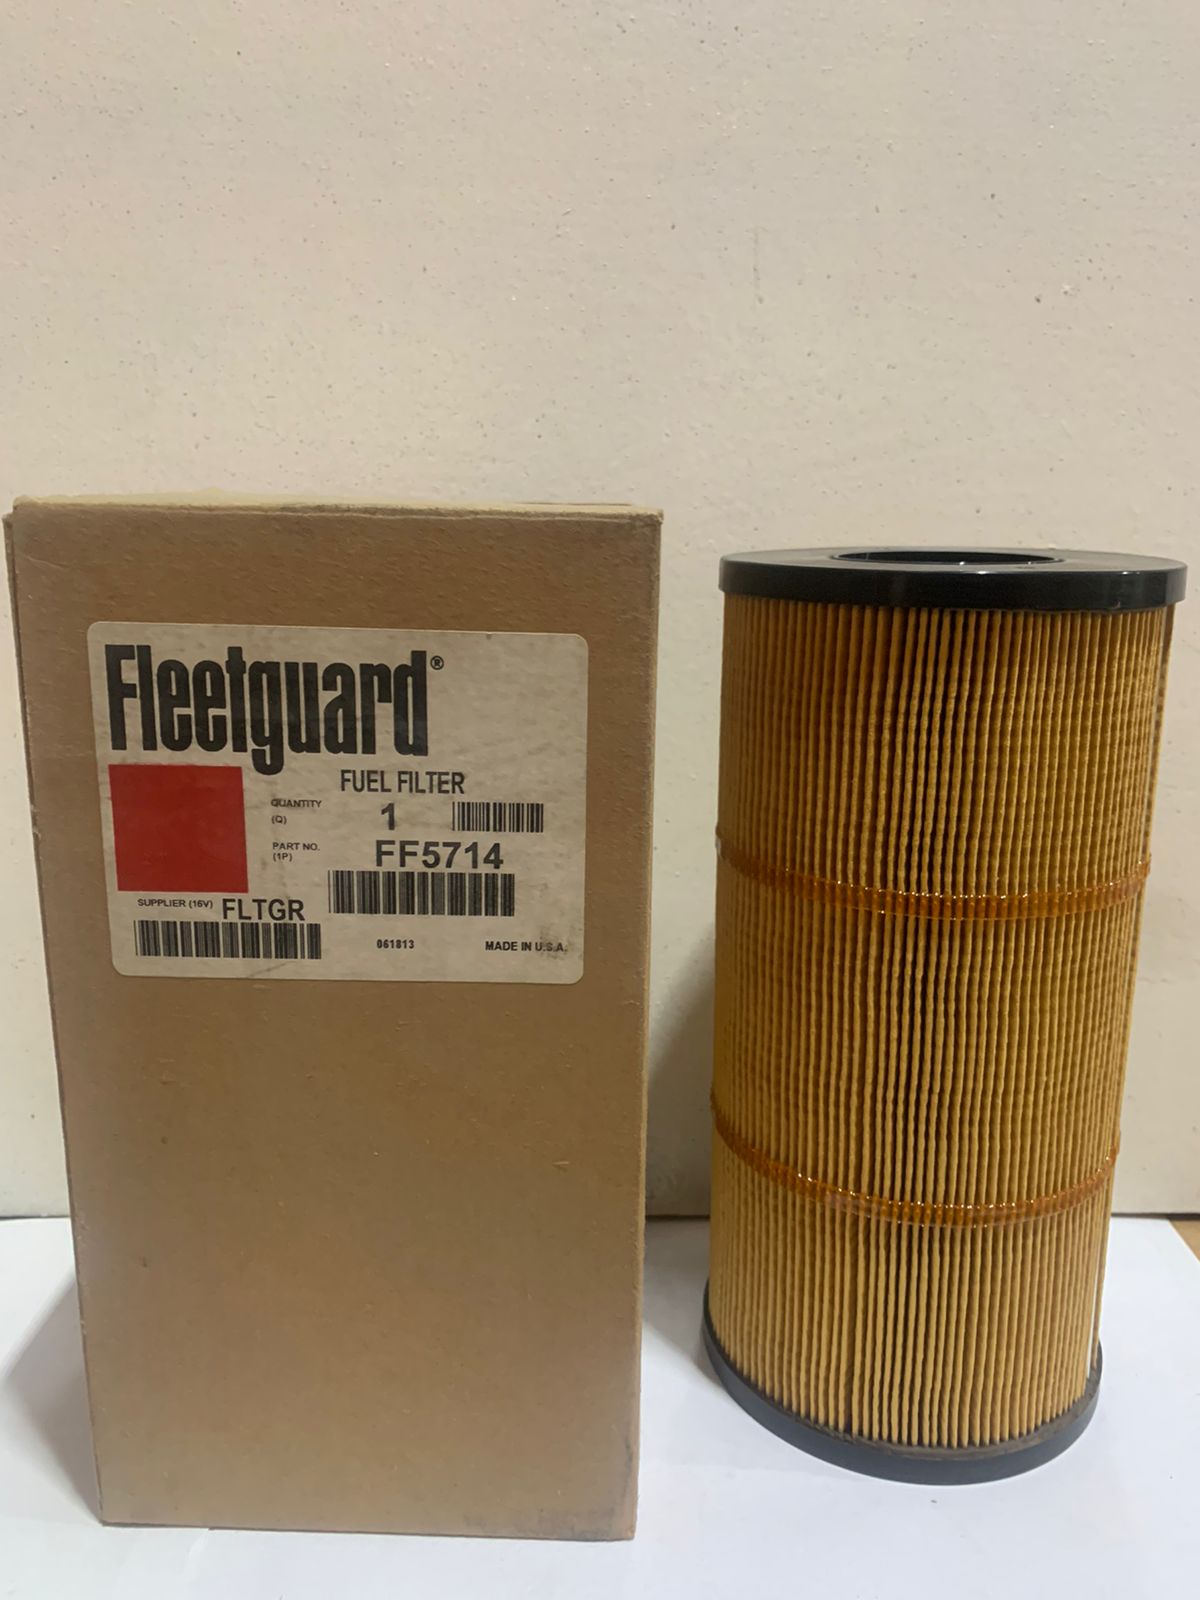 Fleetguard®
FUEL FILTER
QUANTITY
(Q)
1
PART NO.
(1P)
FF5714
SUPPLIER (16V) FLTGR
061813
MADE IN U.S.A.